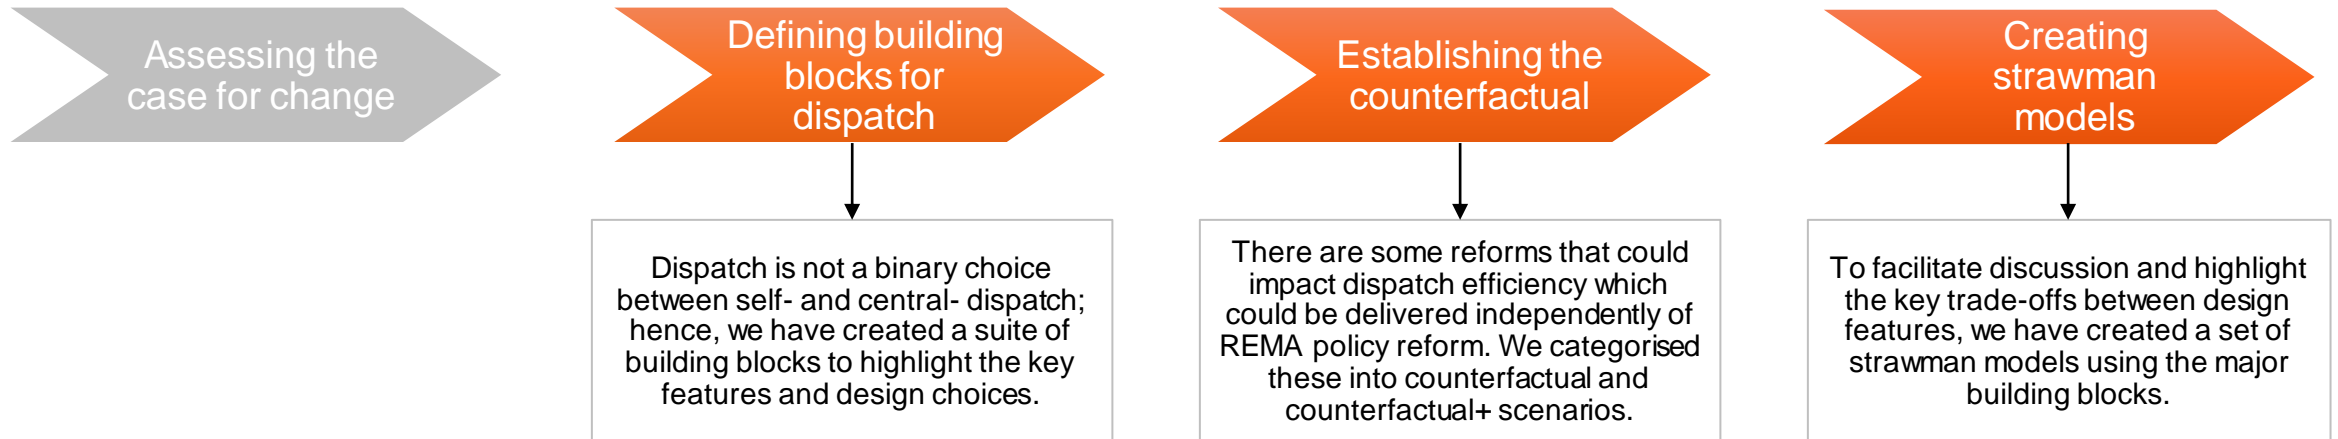 Assessing the
case for change
Defining building
blocks for
dispatch
Establishing the
counterfactual
Creating
strawman
models
Dispatch is not a binary choice
between self- and central- dispatch;
hence, we have created a suite of
building blocks to highlight the key
features and design choices.
There are some reforms that could
impact dispatch efficiency which
could be delivered independently of
REMA policy reform. We categorised
these into counterfactual and
counterfactual+ scenarios.
To facilitate discussion and highlight
the key trade-offs between design
features, we have created a set of
strawman models using the major
building blocks.